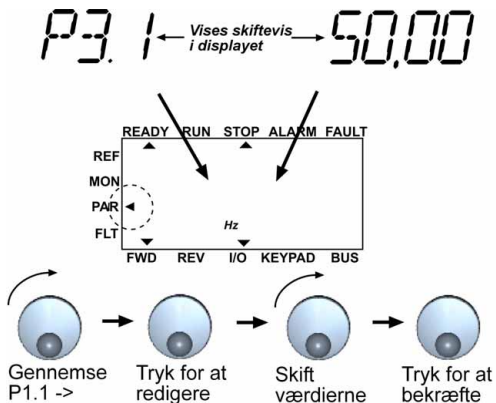 P3.1
Vises skiftevis
i displayet
50,00
READY RUN STOP ALARM FAULT
REF
MON
PAR
FLT
Hz
FWD REV I/O KEYPAD BUS
Gennemse
P1.1 ->
Tryk for at
redigere
Skift
værdierne
Tryk for at
bekræfte